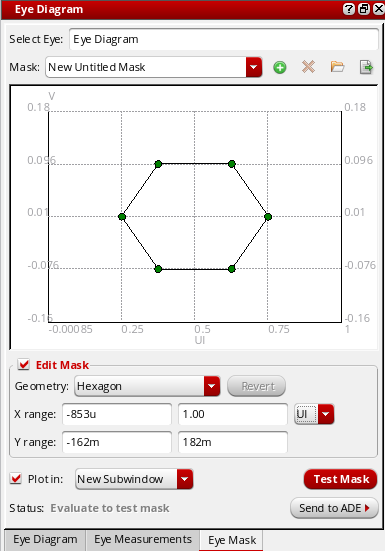 Eye Diagram
Select Eye: Eye Diagram
Mask: New Untitled Mask
V
0.18 0.18
0.096 0.096
0.01 0.01
-0.076 -0.076
-0.16 -0.16
-0.00085 0.25 0.5 0.75 1
UI
Edit Mask
Geometry: Hexagon Revert
X range: -853u 1.00 UI
Y range: -162m 182m
Plot in: New Subwindow Test Mask
Status: Evaluate to test mask Send to ADE
Eye Diagram Eye Measurements Eye Mask